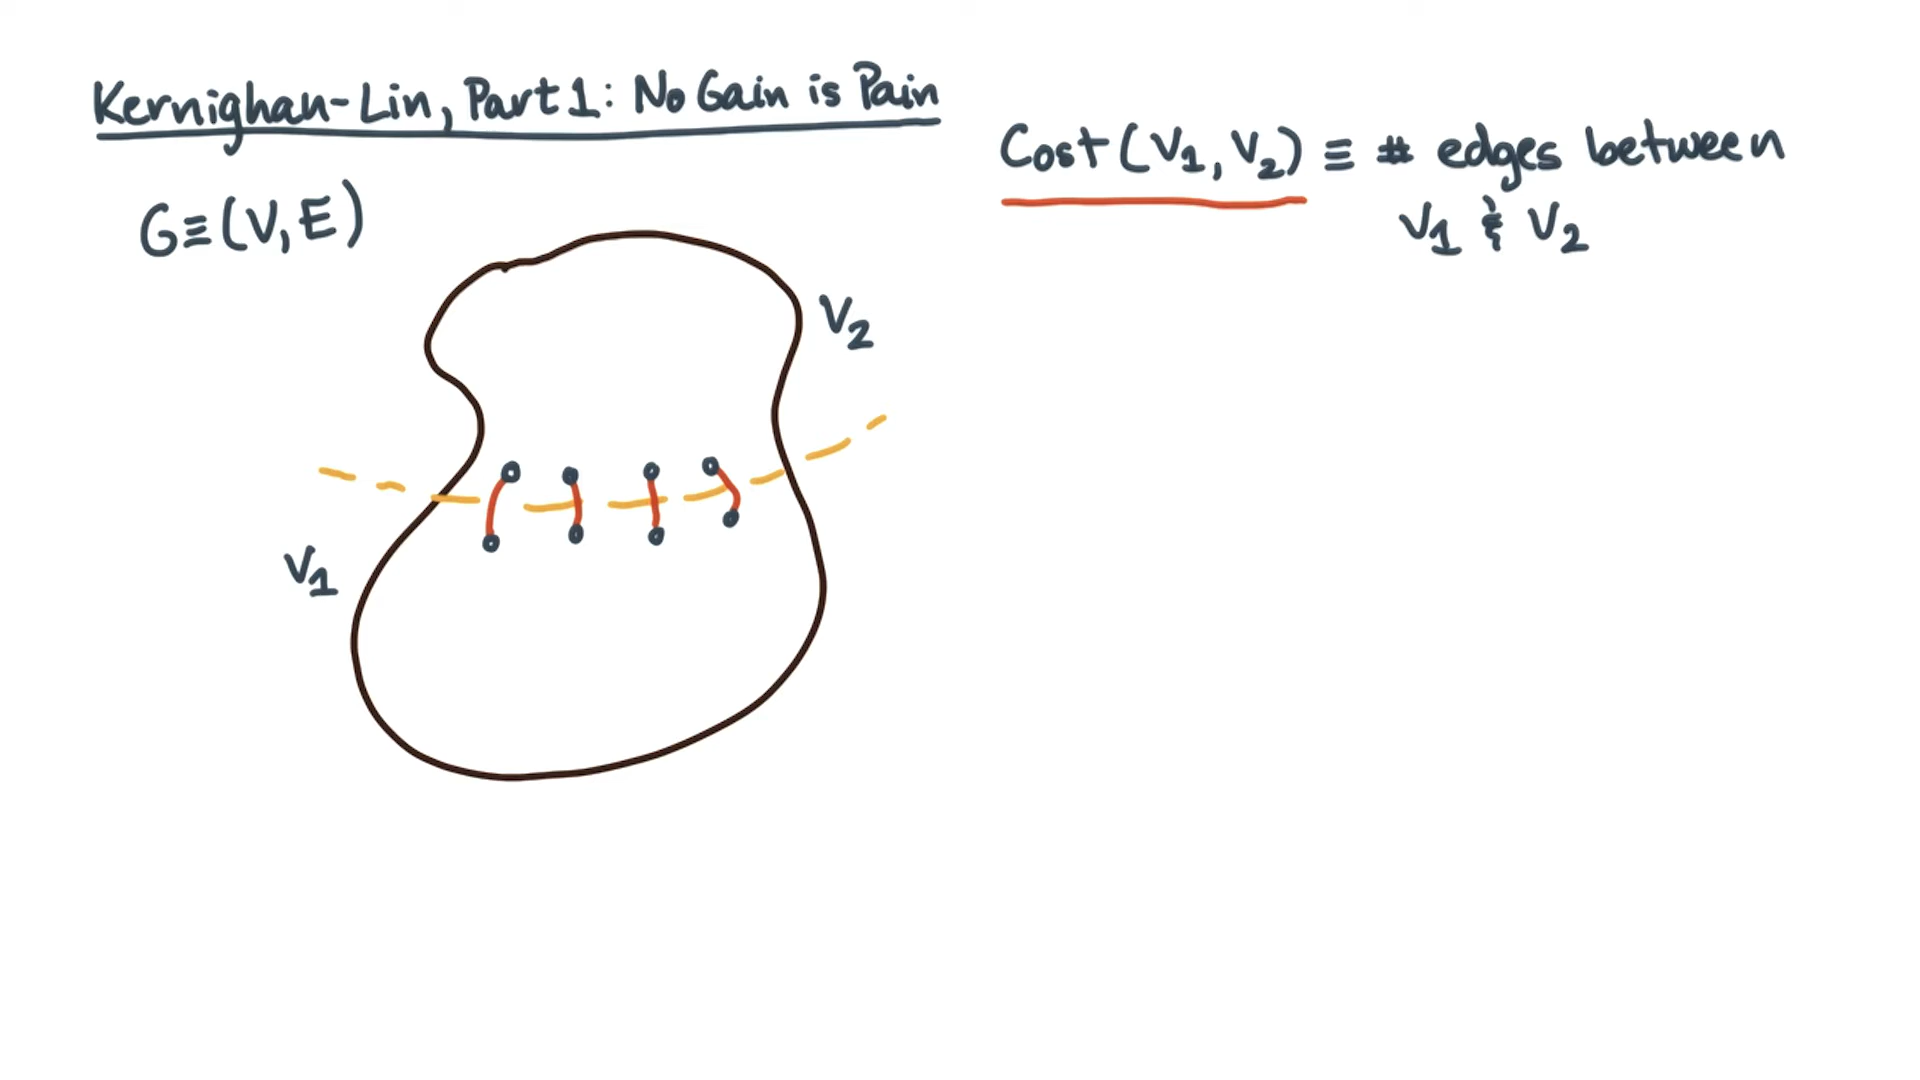 Kernighan-Lin, Part 1: No Gain is Pain
G≡(V,E)
Cost(V1,V2) ≡ # edges between
V1 & V2
V2
V1